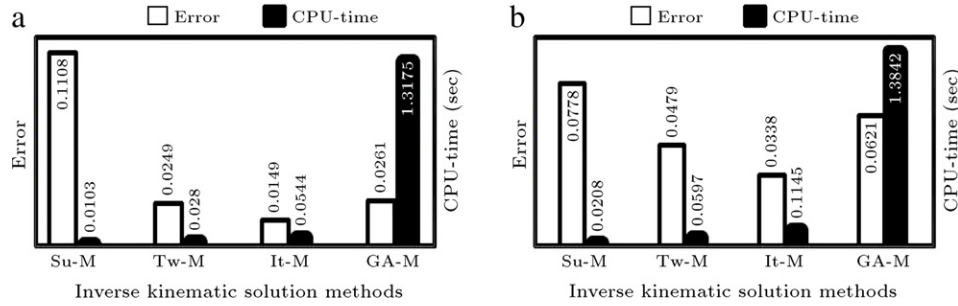 a
Error CPU-time
Error
0.1108
0.0103
0.0249
0.028
0.0149
0.0544
0.0261
1.3175
CPU-time (sec)
Su-M Tw-M It-M GA-M
Inverse kinematic solution methods
b
Error CPU-time
Error
0.0778
0.0208
0.0479
0.0597
0.0338
0.1145
0.0621
1.3842
CPU-time (sec)
Su-M Tw-M It-M GA-M
Inverse kinematic solution methods